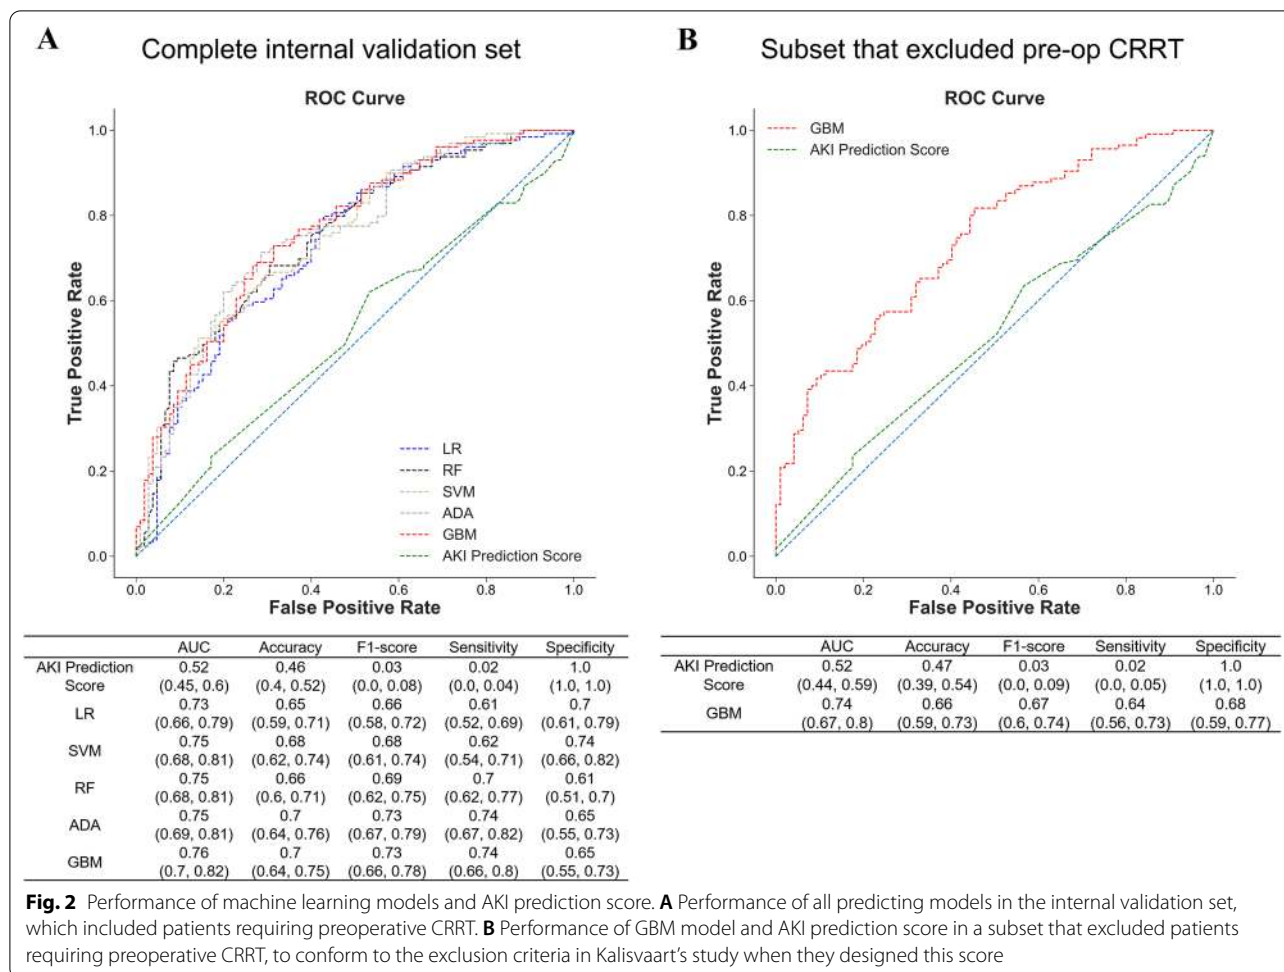 A Complete internal validation set
ROC Curve
1.0
0.8
0.6
0.4
0.2
0.0
True Positive Rate
LR
RF
SVM
ADA
GBM
AKI Prediction Score
0.0 0.2 0.4 0.6 0.8 1.0
False Positive Rate
AUC Accuracy F1-score Sensitivity Specificity
AKI Prediction 0.52 0.46 0.03 0.02 1.0
Score (0.45, 0.6) (0.4, 0.52) (0.0, 0.08) (0.0, 0.04) (1.0, 1.0)
0.73 0.65 0.66 0.61 0.7
LR
(0.66, 0.79) (0.59, 0.71) (0.58, 0.72) (0.52, 0.69) (0.61, 0.79)
0.75 0.68 0.68 0.62 0.74
SVM
(0.68, 0.81) (0.62, 0.74) (0.61, 0.74) (0.54, 0.71) (0.66, 0.82)
0.75 0.66 0.69 0.7 0.61
RF
(0.68, 0.81) (0.6, 0.71) (0.62, 0.75) (0.62, 0.77) (0.51, 0.7)
0.75 0.7 0.73 0.74 0.65
ADA
(0.69, 0.81) (0.64, 0.76) (0.67, 0.79) (0.67, 0.82) (0.55, 0.73)
0.76 0.7 0.73 0.74 0.65
GBM
(0.7, 0.82) (0.64, 0.75) (0.66, 0.78) (0.66, 0.8) (0.55, 0.73)
B Subset that excluded pre-op CRRT
ROC Curve
1.0
0.8
0.6
0.4
0.2
0.0
True Positive Rate
GBM
AKI Prediction Score
0.0 0.2 0.4 0.6 0.8 1.0
False Positive Rate
AUC Accuracy F1-score Sensitivity Specificity
AKI Prediction 0.52 0.47 0.03 0.02 1.0
Score (0.44, 0.59) (0.39, 0.54) (0.0, 0.09) (0.0, 0.05) (1.0, 1.0)
0.74 0.66 0.67 0.64 0.68
GBM
(0.67, 0.8) (0.59, 0.73) (0.6, 0.74) (0.56, 0.73) (0.59, 0.77)
Fig. 2 Performance of machine learning models and AKI prediction score. A Performance of all predicting models in the internal validation set,
which included patients requiring preoperative CRRT. B Performance of GBM model and AKI prediction score in a subset that excluded patients
requiring preoperative CRRT, to conform to the exclusion criteria in Kalisvaart's study when they designed this score